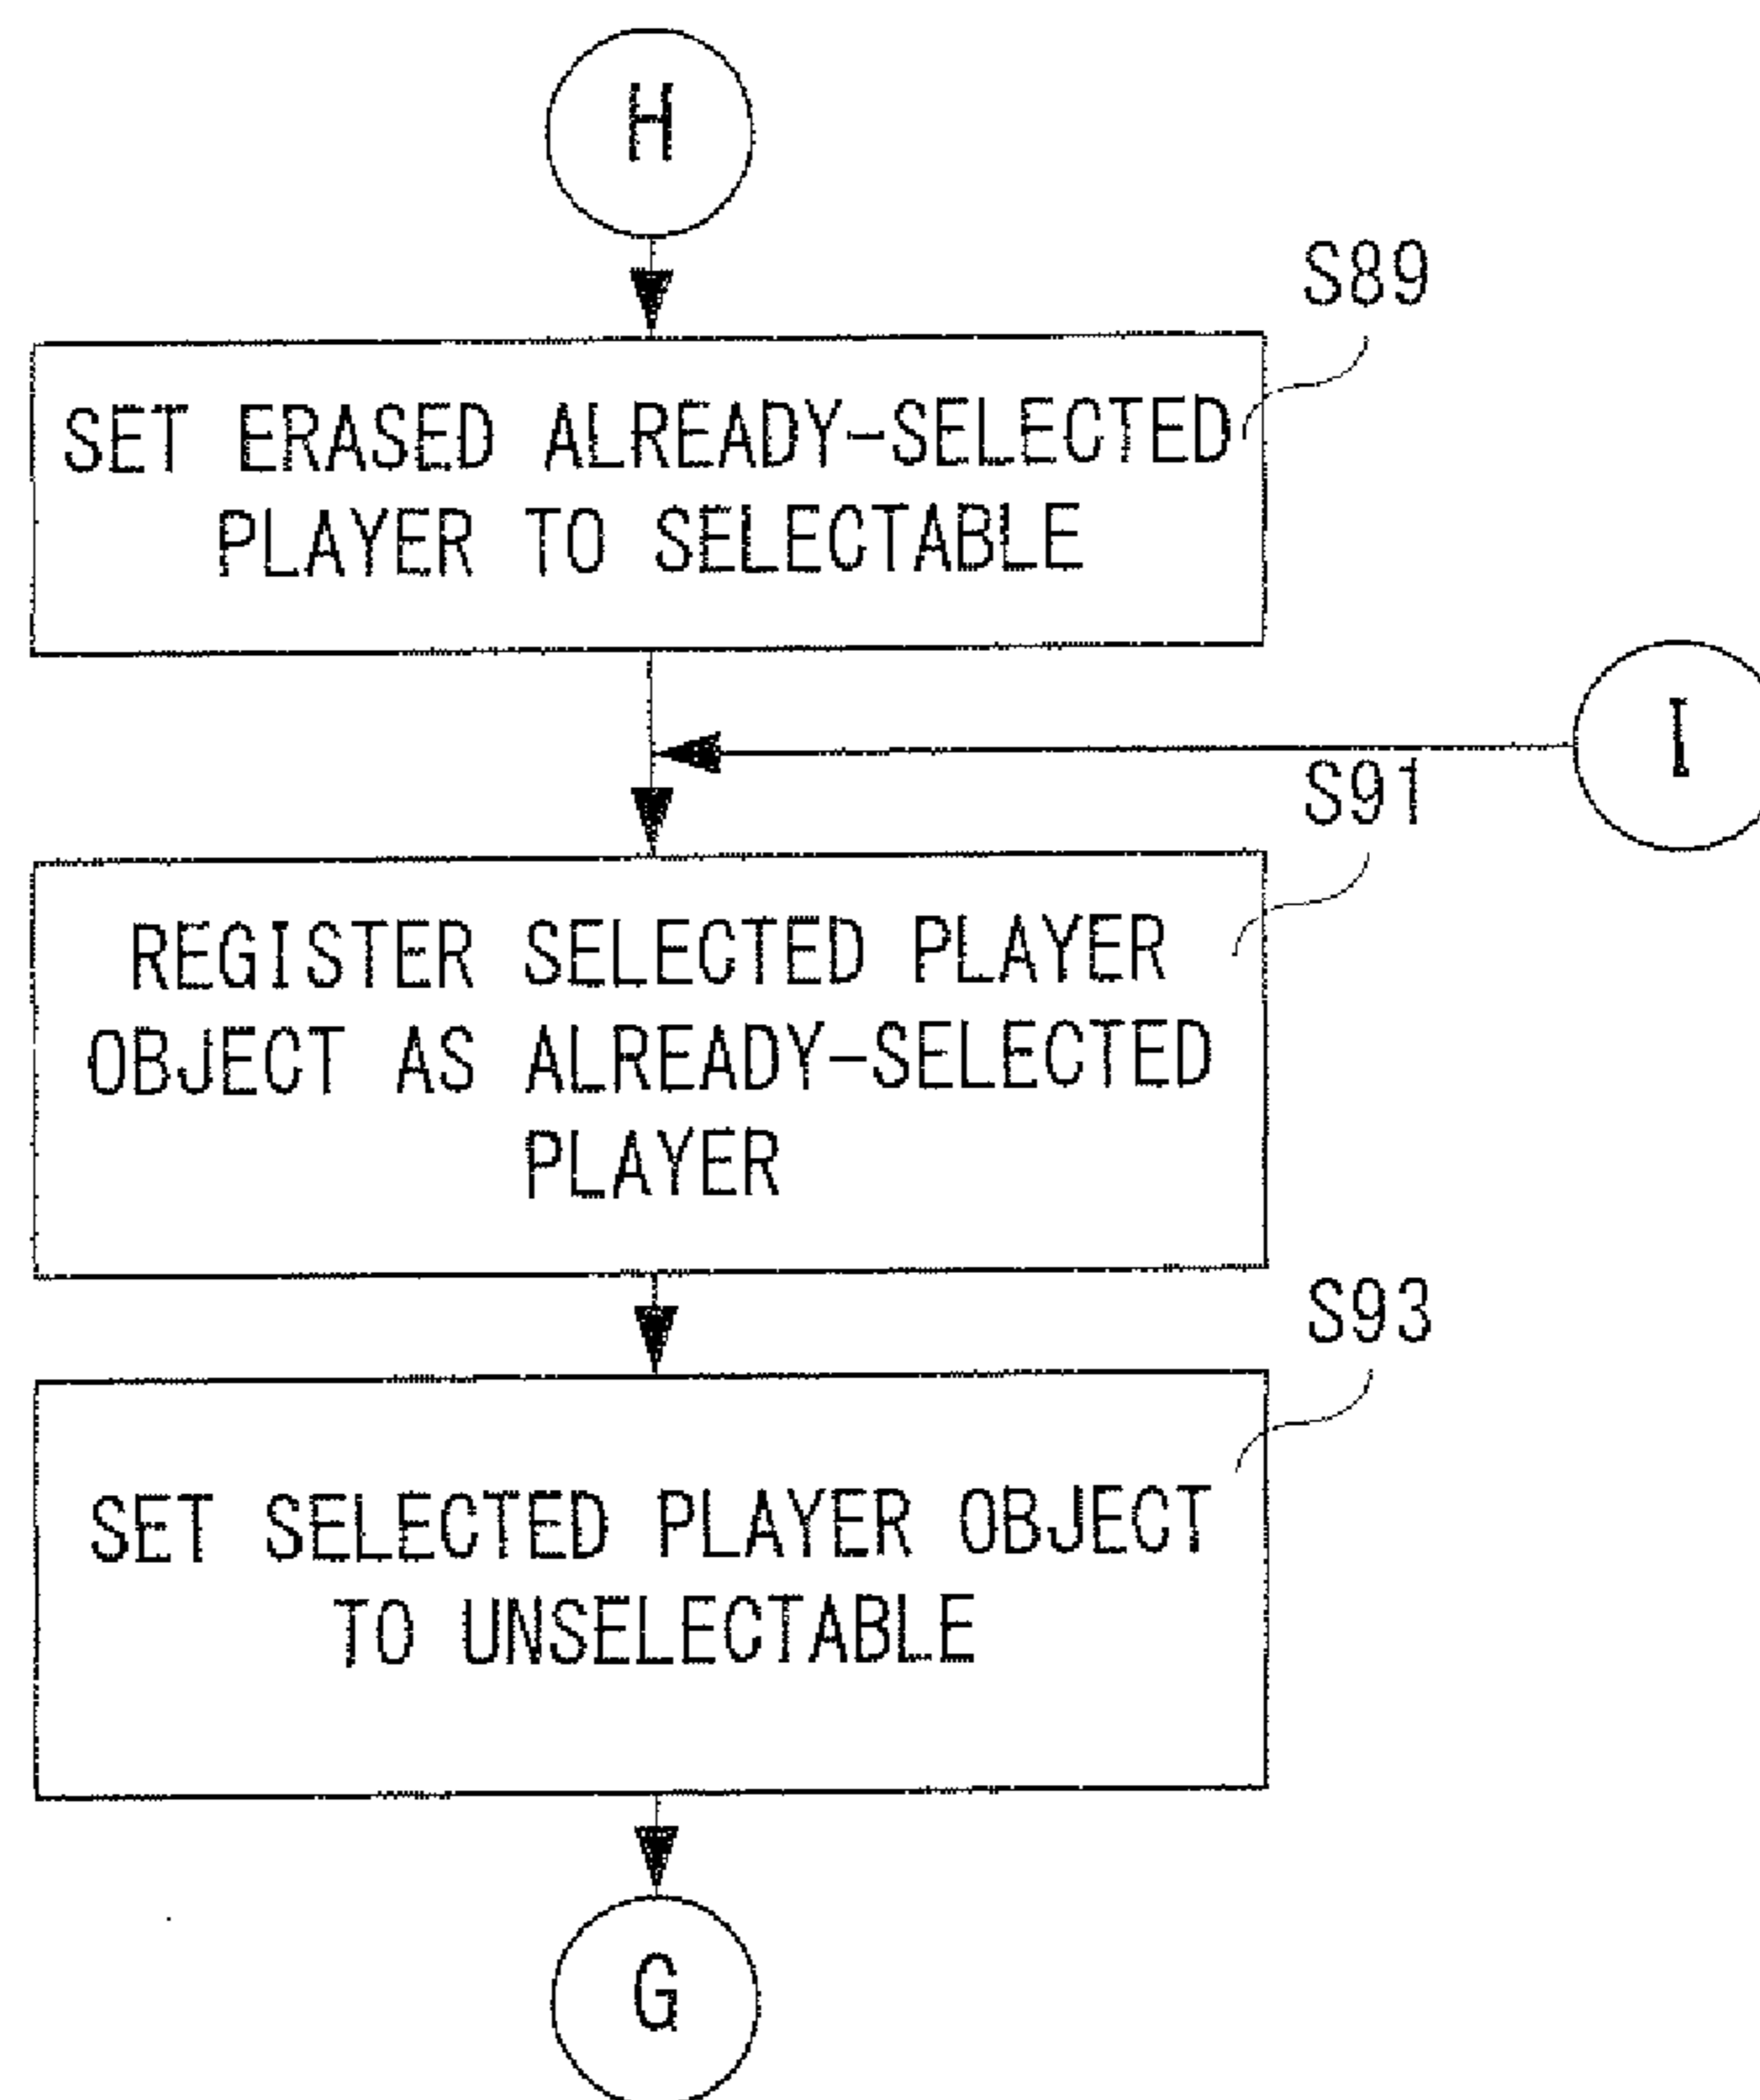 H
S89
SET ERASED ALREADY-SELECTED
PLAYER TO SELECTABLE
I
S91
REGISTER SELECTED PLAYER
OBJECT AS ALREADY-SELECTED
PLAYER
S93
SET SELECTED PLAYER OBJECT
TO UNSELECTABLE
G